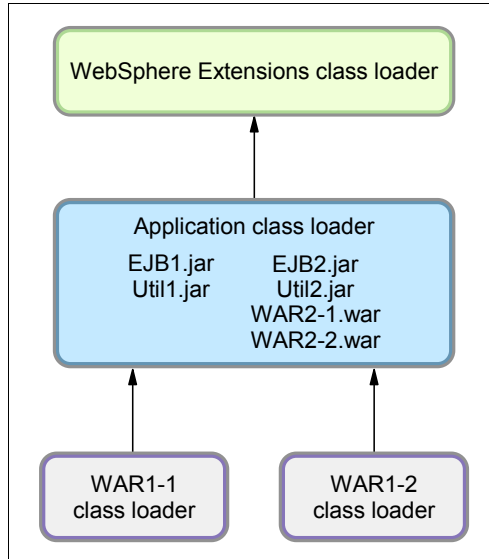 WebSphere Extensions class loader
Application class loader
EJB1.jar EJB2.jar
Util1.jar Util2.jar
WAR2-1.war
WAR2-2.war
WAR1-1
class loader
WAR1-2
class loader